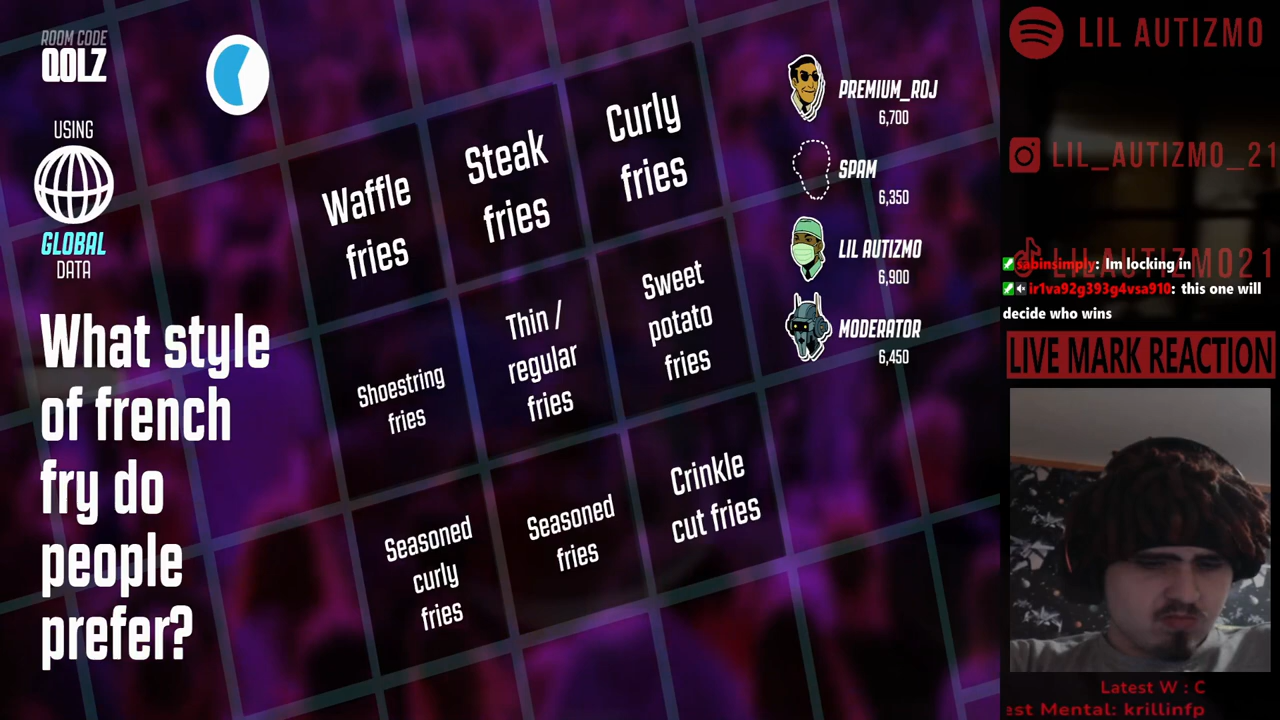 ROOM CODE
QOLZ
USING
GLOBAL
DATA
What style
of french
fry do
people
prefer?
Waffle
fries
Steak
fries
Curly
fries
Shoestring
fries
Thin /
regular
fries
Sweet
potato
fries
Seasoned
curly
fries
Seasoned
fries
Crinkle
cut fries
PREMIUM_ROJ
6,700
SPAM
6,350
LIL AUTIZMO
6,900
MODERATOR
6,450
LIL AUTIZMO
LIL_AUTIZMO_21
LIL AUTIZMO21
sabinsimply: Im locking in
ir1va92g393g4vsa910: this one will
decide who wins
LIVE MARK REACTION
Latest W : C
est Mental: krillinfp